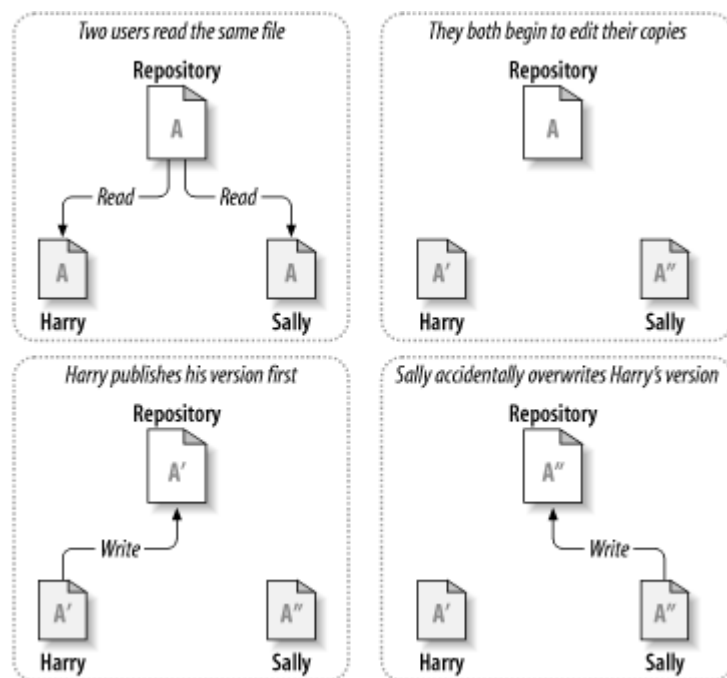 Two users read the same file
Repository
A
Read Read
A A
Harry Sally
They both begin to edit their copies
Repository
A
A′ A″
Harry Sally
Harry publishes his version first
Repository
A′
Write
A′ A″
Harry Sally
Sally accidentally overwrites Harry’s version
Repository
A″
Write
A′ A″
Harry Sally